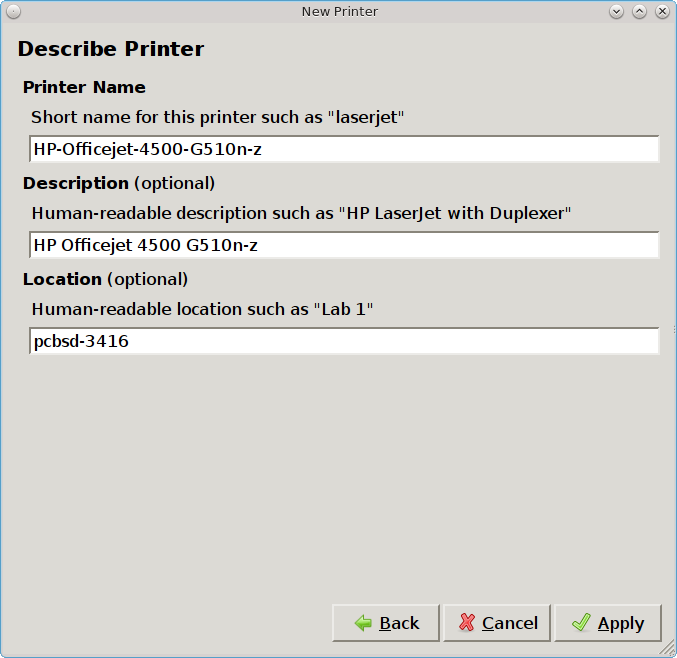 New Printer
Describe Printer
Printer Name
Short name for this printer such as "laserjet"
HP-Officejet-4500-G510n-z
Description (optional)
Human-readable description such as "HP LaserJet with Duplexer"
HP Officejet 4500 G510n-z
Location (optional)
Human-readable location such as "Lab 1"
pcbsd-3416
Back Cancel Apply